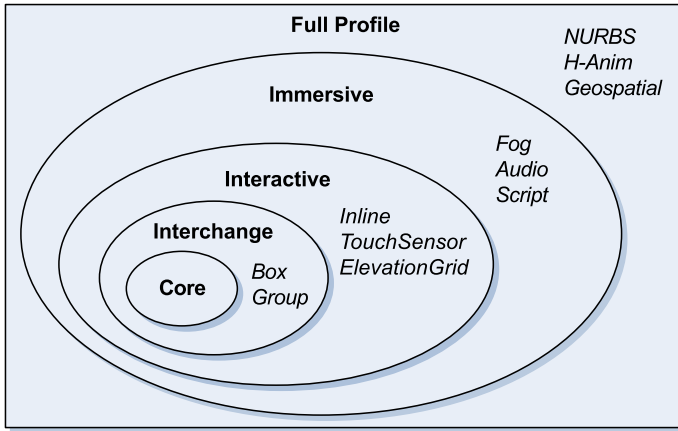 Full Profile
NURBS
H-Anim
Geospatial
Immersive
Fog
Audio
Script
Interactive
Inline
TouchSensor
ElevationGrid
Interchange
Box
Group
Core